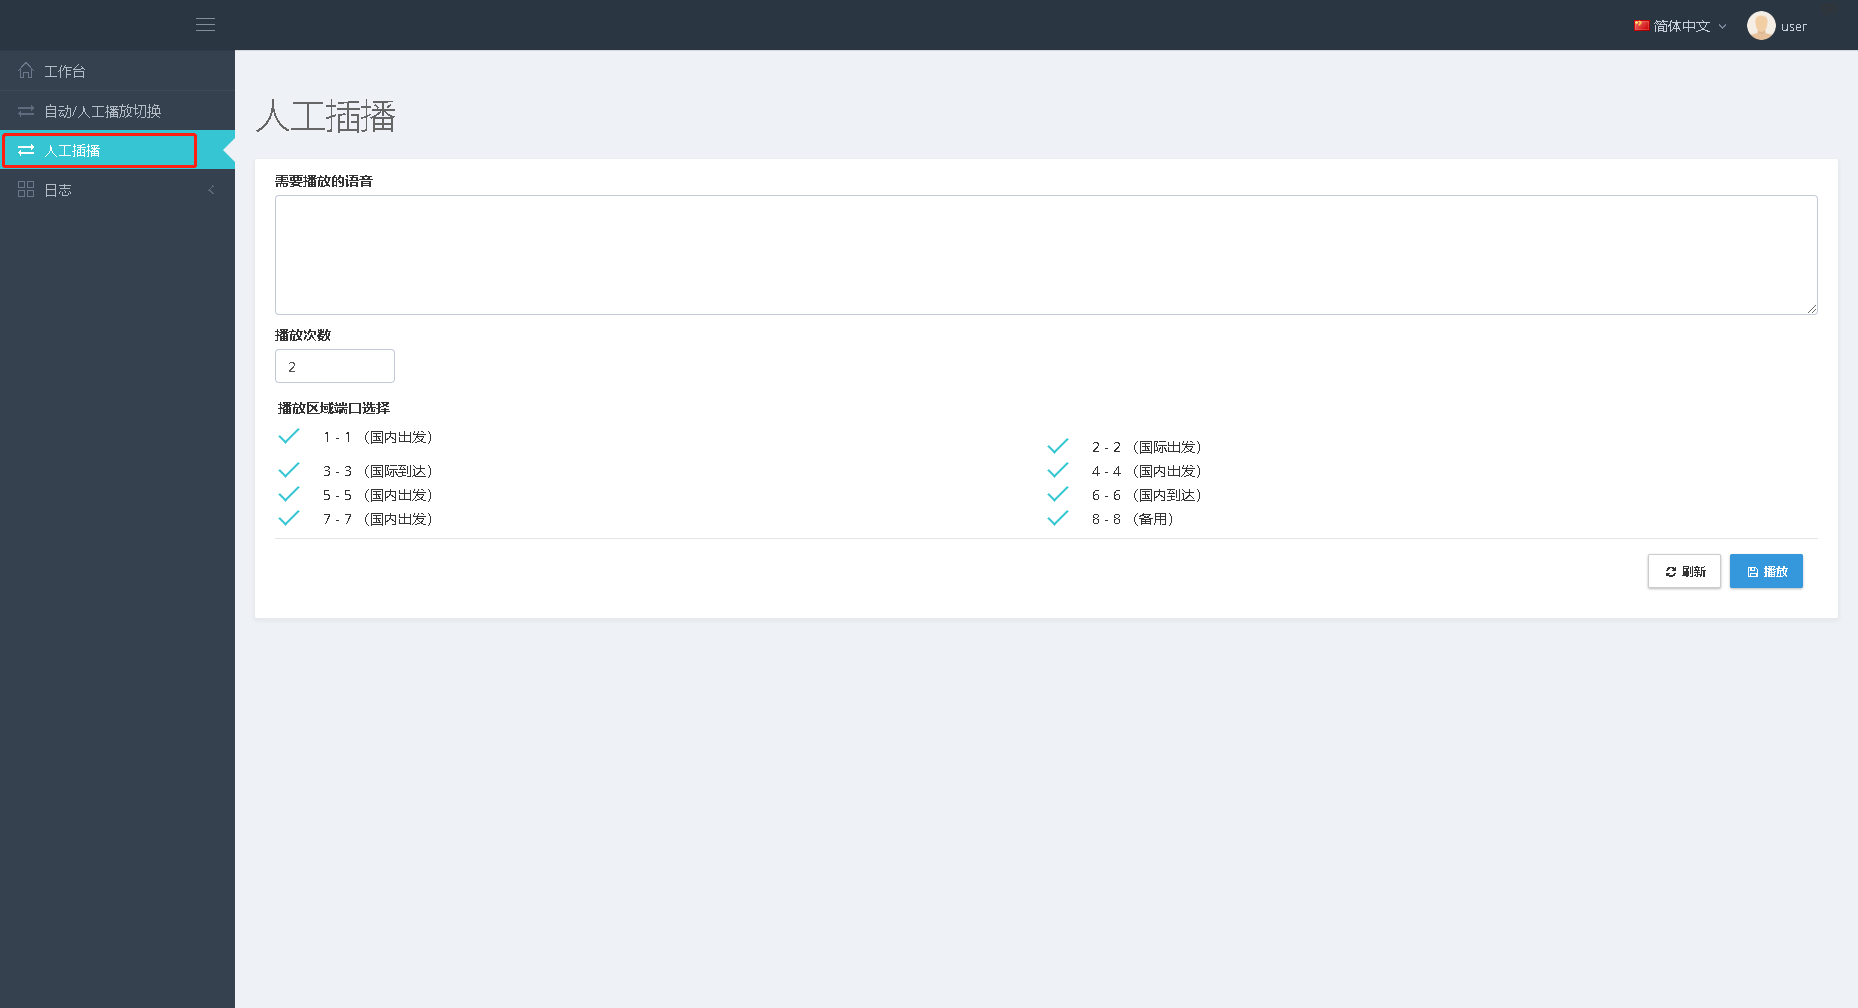 简体中文
user
工作台
自动/人工播放切换
人工插播
日志
人工插播
需要播放的语音
播放次数
2
播放区域端口选择
1 - 1 （国内出发）
2 - 2 （国际出发）
3 - 3 （国际到达）
4 - 4 （国内出发）
5 - 5 （国内出发）
6 - 6 （国内到达）
7 - 7 （国内出发）
8 - 8 （备用）
刷新
播放